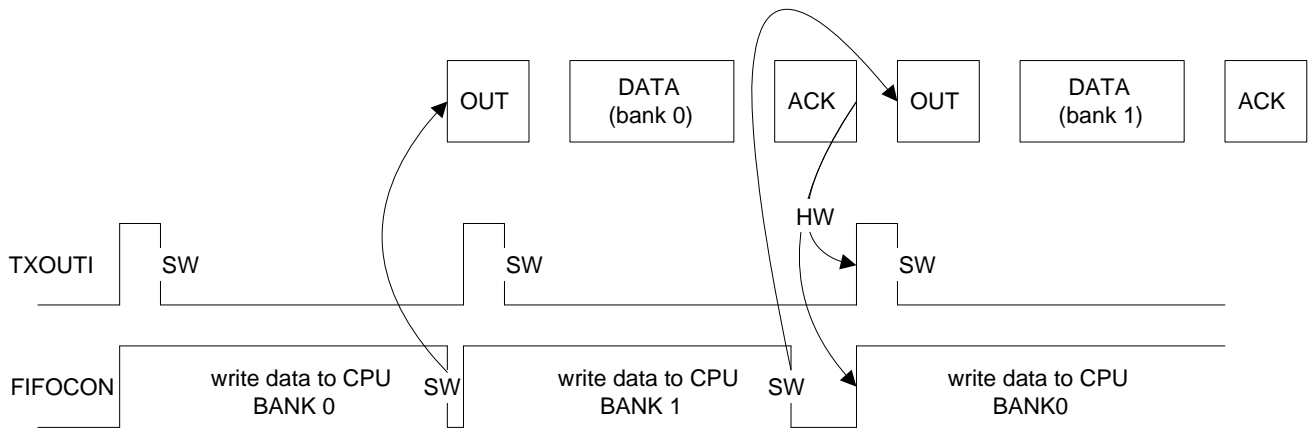 OUT
DATA
(bank 0)
ACK
OUT
DATA
(bank 1)
ACK
HW
TXOUTI
SW
SW
SW
FIFOCON
write data to CPU
BANK 0
SW
write data to CPU
BANK 1
SW
write data to CPU
BANK0